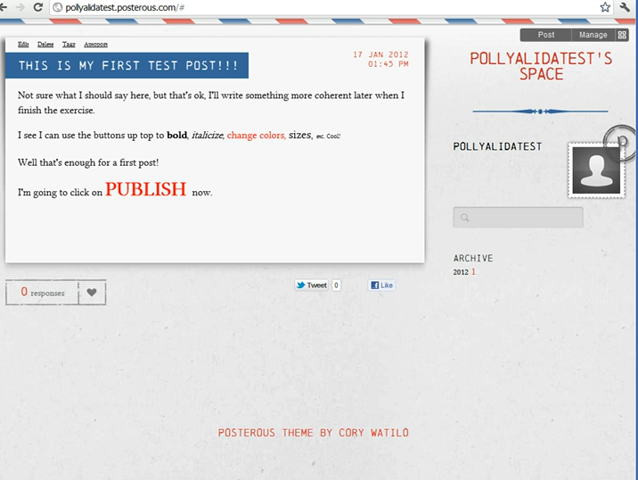 polyalidatest.posterous.com/#
Post Manage
Edit Delete Tags Autopost
THIS IS MY FIRST TEST POST!!!
17 JAN 2012
01:45 PM
Not sure what I should say here, but that's ok, I'll write something more coherent later when I
finish the exercise.
I see I can use the buttons up top to bold, italicize, change colors, sizes, etc. Cool!
Well that's enough for a first post!
I'm going to click on PUBLISH now.
0 responses
Tweet 0
Like
POLLYALIDATEST'S
SPACE
POLLYALIDATEST
ARCHIVE
2012 1
POSTEROUS THEME BY CORY WATILO